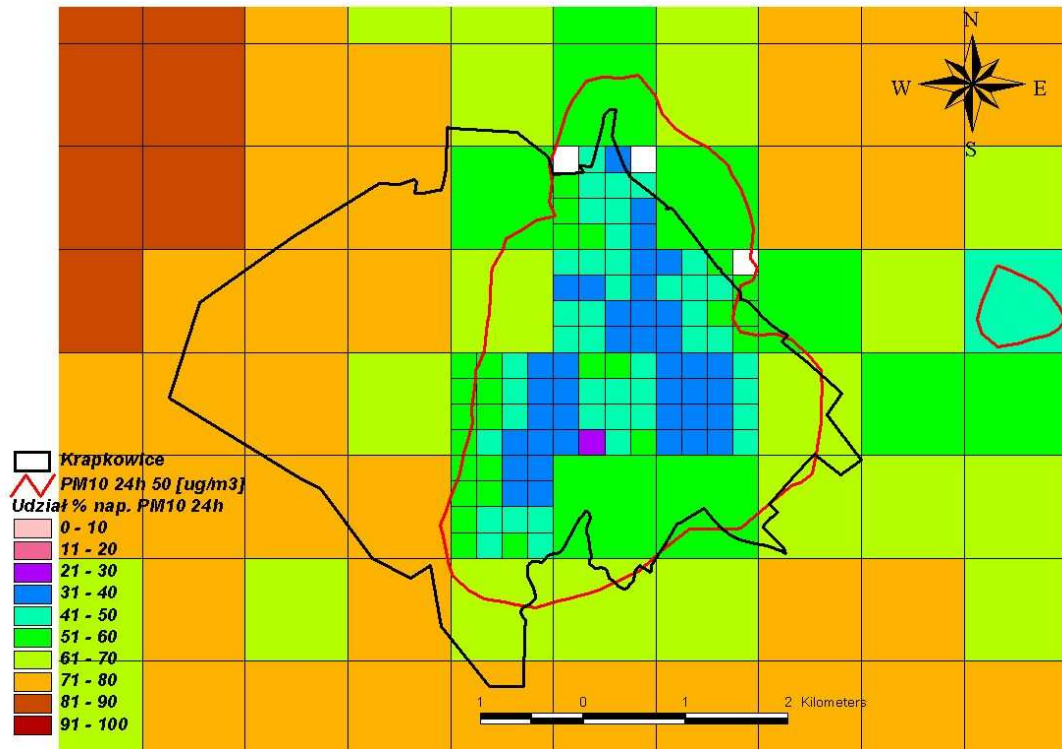 N
W E
S
Krapkowice
PM10 24h 50 [ug/m3]
Udział % nap. PM10 24h
0 - 10
11 - 20
21 - 30
31 - 40
41 - 50
51 - 60
61 - 70
71 - 80
81 - 90
91 - 100
1 0 1 2 Kilometers